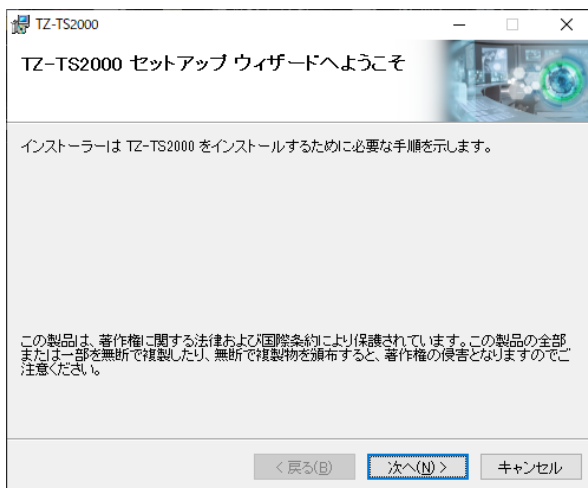 TZ-TS2000
TZ-TS2000 セットアップ ウィザードへようこそ
インストーラーは TZ-TS2000 をインストールするために必要な手順を示します。
この製品は、著作権に関する法律および国際条約により保護されています。この製品の全部
または一部を無断で複製したり、無断で複製物を頒布すると、著作権の侵害となりますのでご
注意ください。
< 戻る(B)
次へ(N) >
キャンセル